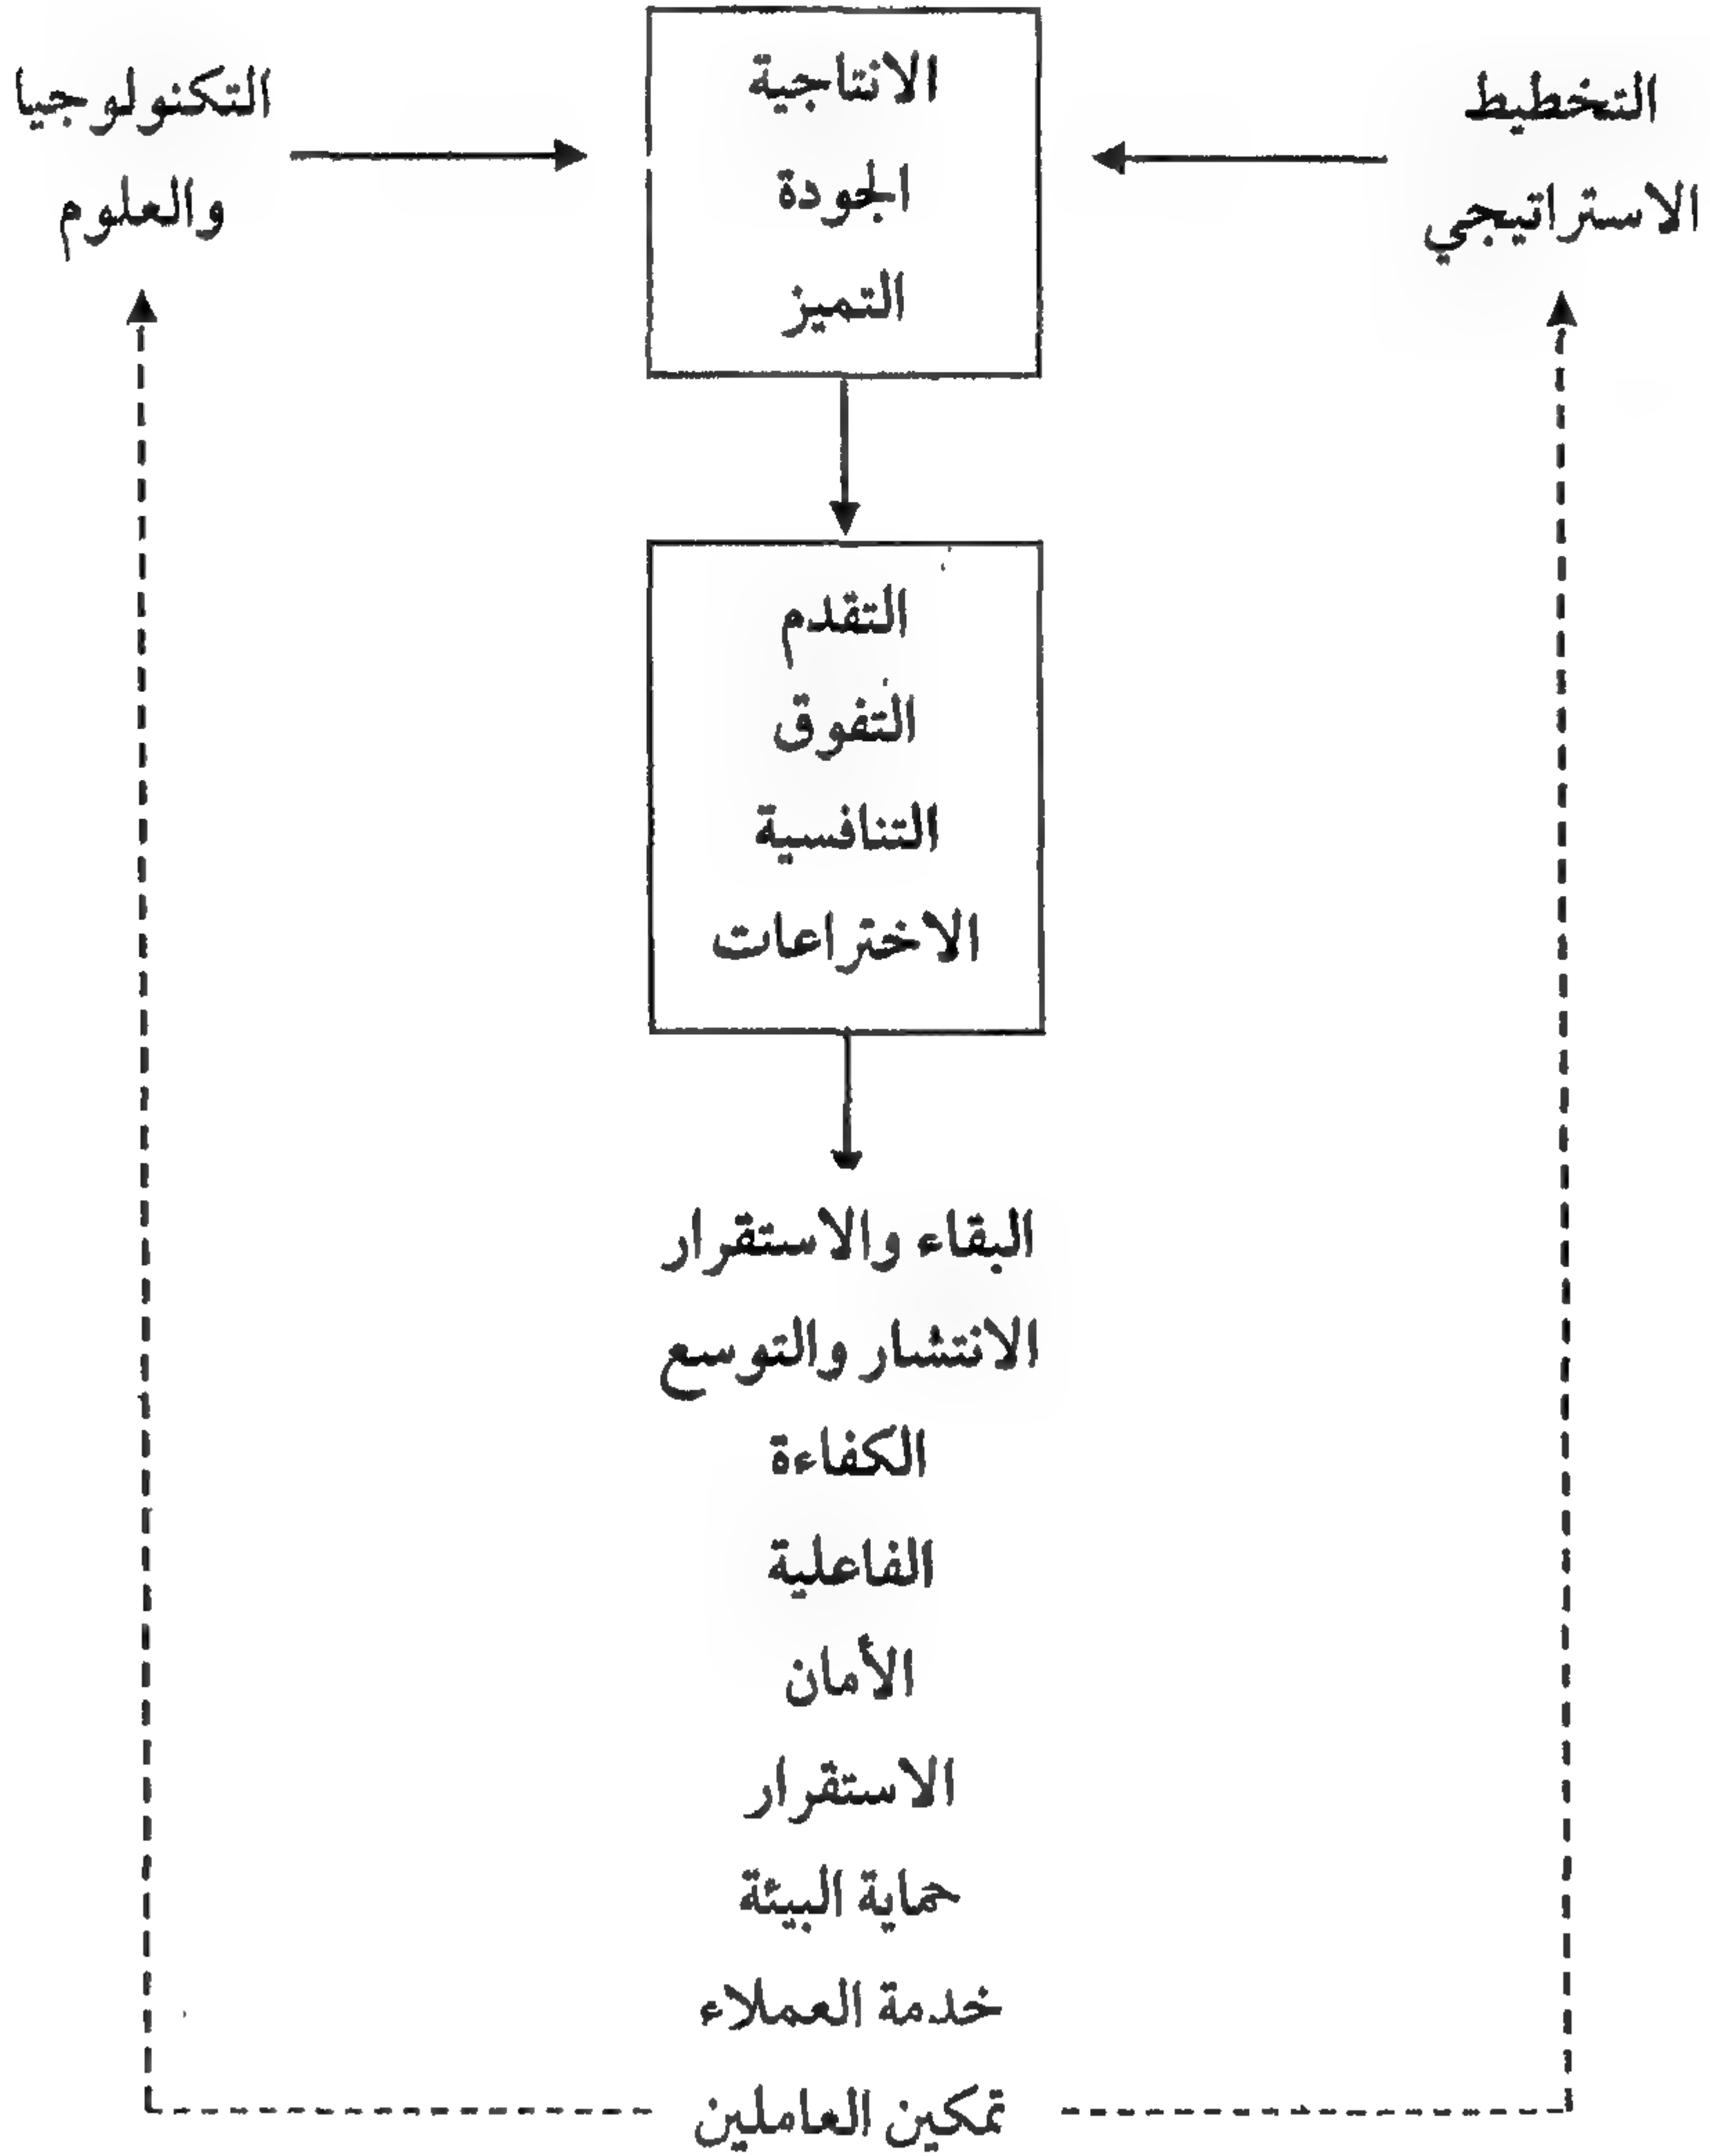 التخطيط
الاستراتيجي
الانتاجية
الجودة
التميز
التكنولوجيا
والعلوم
التقدم
التفوق
التنافسية
الاختراعات
البقاء والاستقرار
الانتشار والتوسع
الكفاءة
الفاعلية
الأمان
الاستقرار
حماية البيئة
خدمة العملاء
تمكين العاملين